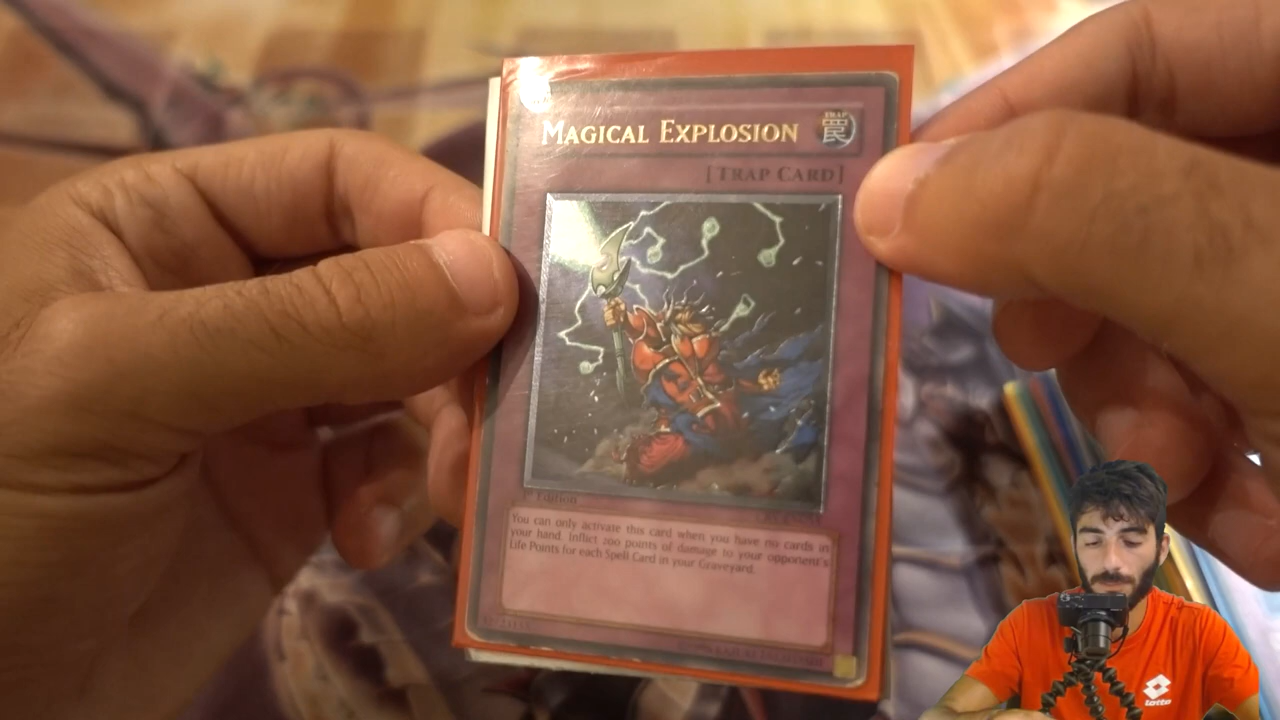 MAGICAL EXPLOSION
TRAP
罠
[TRAP CARD]
1st Edition
You can only activate this card when you have no cards in
your hand. Inflict 200 points of damage to your opponent's
Life Points for each Spell Card in your Graveyard.
lotto